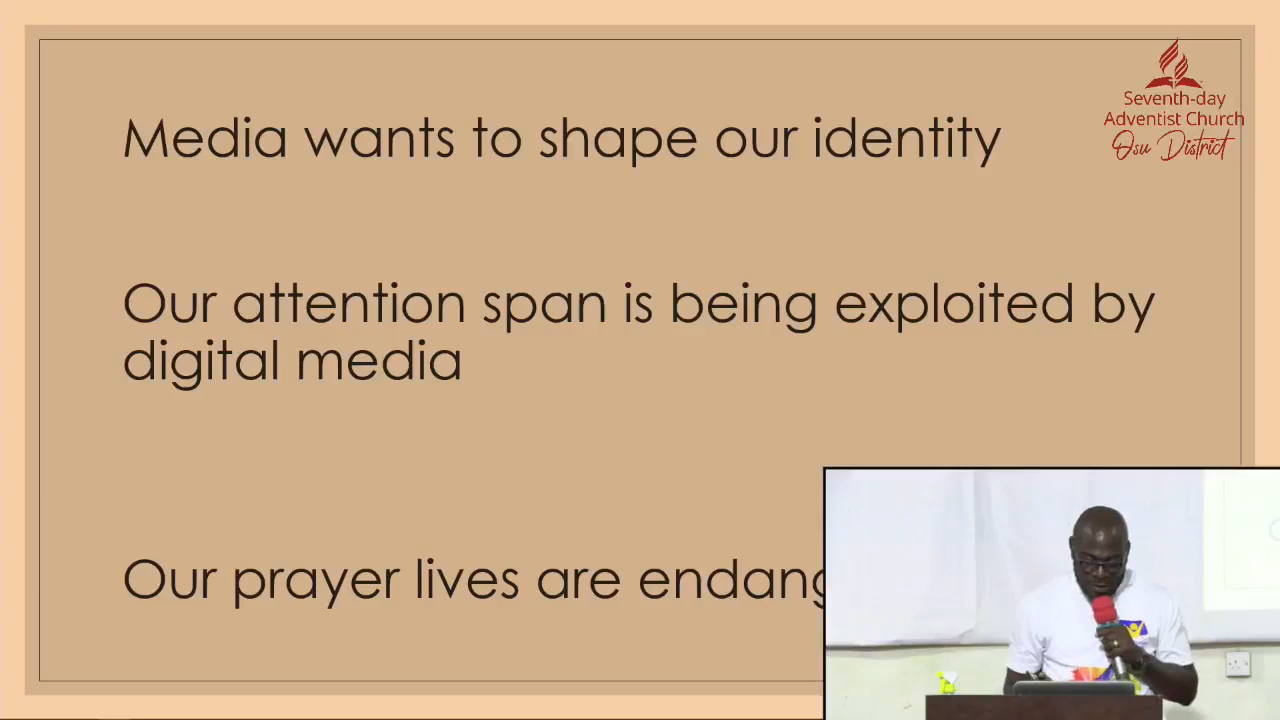 Seventh-day
Adventist Church
Osu District
Media wants to shape our identity
Our attention span is being exploited by
digital media
Our prayer lives are